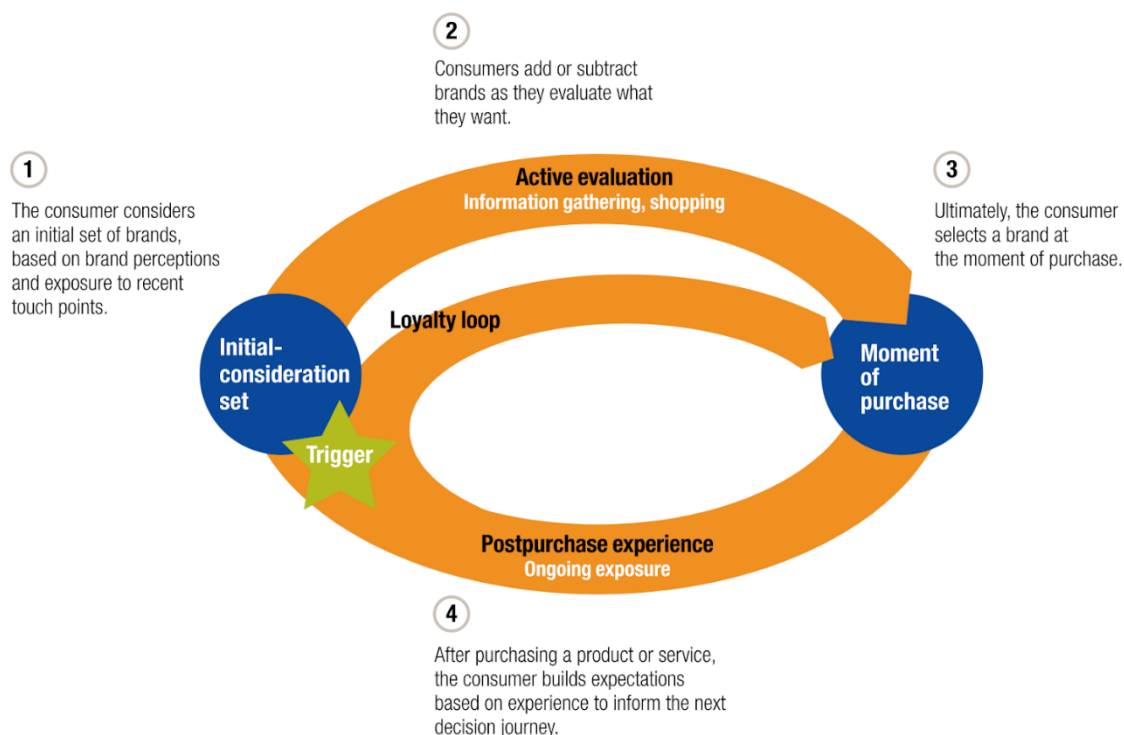 1
The consumer considers
an initial set of brands,
based on brand perceptions
and exposure to recent
touch points.
2
Consumers add or subtract
brands as they evaluate what
they want.
3
Ultimately, the consumer
selects a brand at
the moment of purchase.
Active evaluation
Information gathering, shopping
Loyalty loop
Initial-
consideration
set
Trigger
Moment
of
purchase
Postpurchase experience
Ongoing exposure
4
After purchasing a product or service,
the consumer builds expectations
based on experience to inform the next
decision journey.